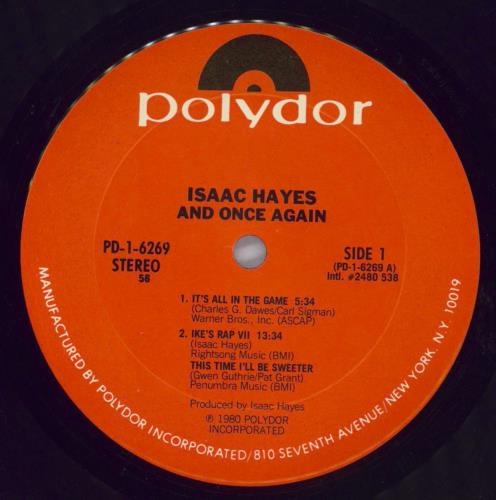 polydor
ISAAC HAYES
AND ONCE AGAIN
PD-1-6269
STEREO
56
SIDE 1
(PD-1-6269 A)
Intl. #2480 538
1. IT'S ALL IN THE GAME 5:34
(Charles G. Dawes/Carl Sigman)
Warner Bros., Inc. (ASCAP)
2. IKE'S RAP VII 13:34
(Isaac Hayes)
Rightsong Music (BMI)
THIS TIME I'LL BE SWEETER
(Gwen Guthrie/Pat Grant)
Penumbra Music (BMI)
Produced by Isaac Hayes
℗ 1980 POLYDOR
INCORPORATED
MANUFACTURED BY POLYDOR INCORPORATED/810 SEVENTH AVENUE/NEW YORK. N.Y. 10019